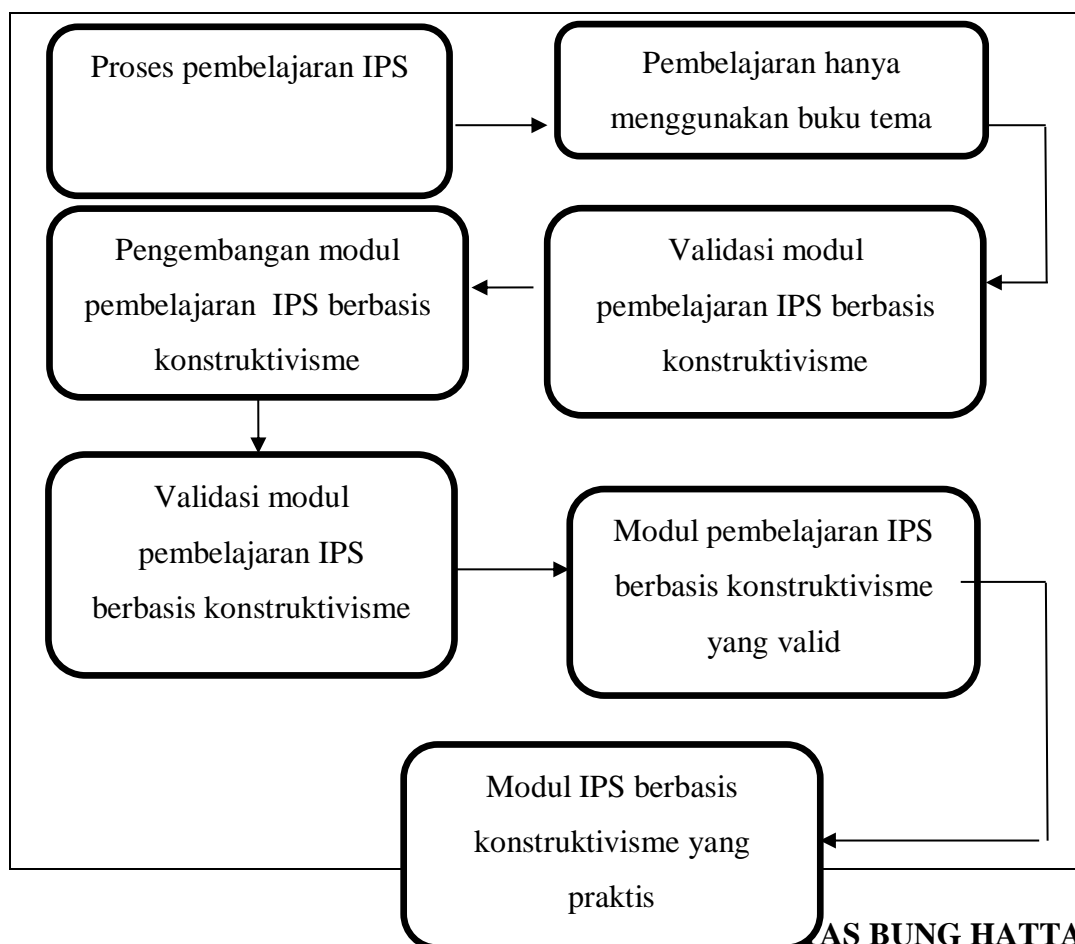 Proses pembelajaran IPS
Pembelajaran hanya
menggunakan buku tema
Validasi modul
pembelajaran IPS berbasis
konstruktivisme
Pengembangan modul
pembelajaran IPS berbasis
konstruktivisme
Validasi modul
pembelajaran IPS
berbasis konstruktivisme
Modul pembelajaran IPS
berbasis konstruktivisme
yang valid
Modul IPS berbasis
konstruktivisme yang
praktis
BUNG HATTA